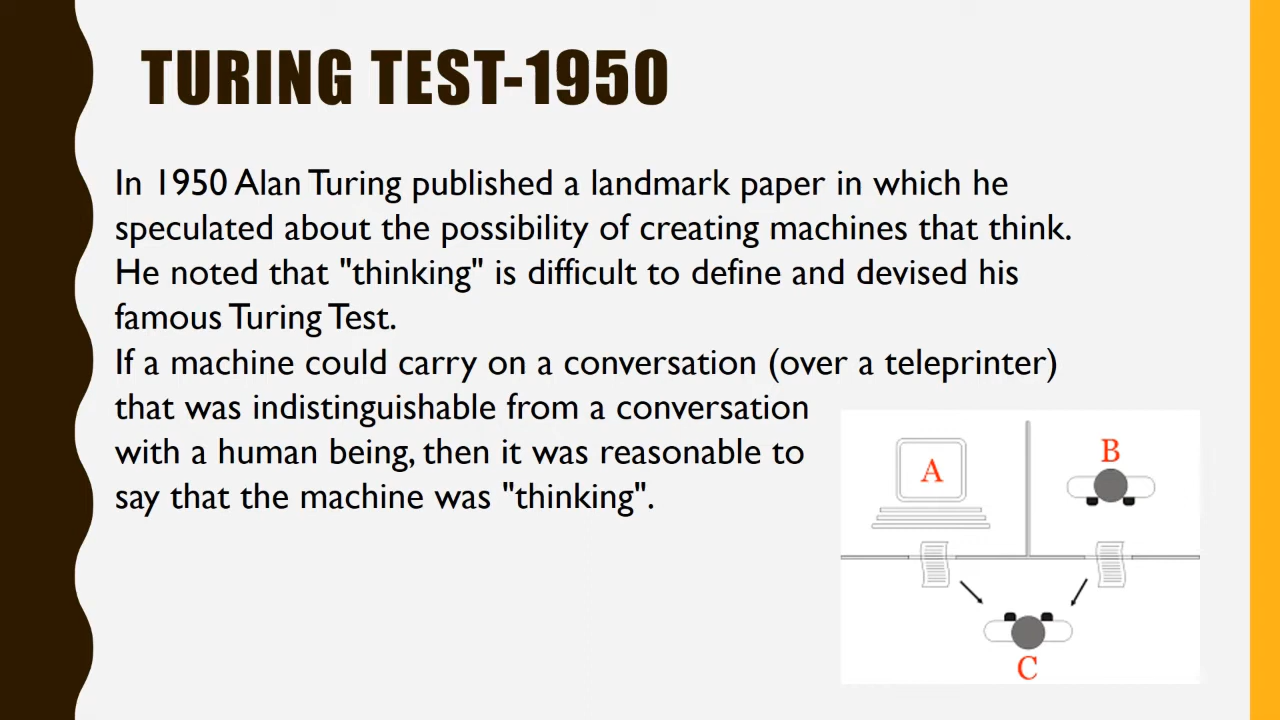 TURING TEST-1950
In 1950 Alan Turing published a landmark paper in which he
speculated about the possibility of creating machines that think.
He noted that "thinking" is difficult to define and devised his
famous Turing Test.
If a machine could carry on a conversation (over a teleprinter)
that was indistinguishable from a conversation
with a human being, then it was reasonable to
say that the machine was "thinking".
A
B
C